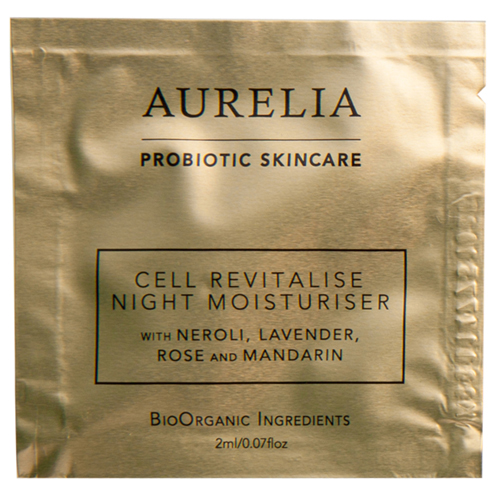 AURELIA
PROBIOTIC SKINCARE
CELL REVITALISE
NIGHT MOISTURISER
WITH NEROLI, LAVENDER,
ROSE AND MANDARIN
BIOORGANIC INGREDIENTS
2ml/0.07floz